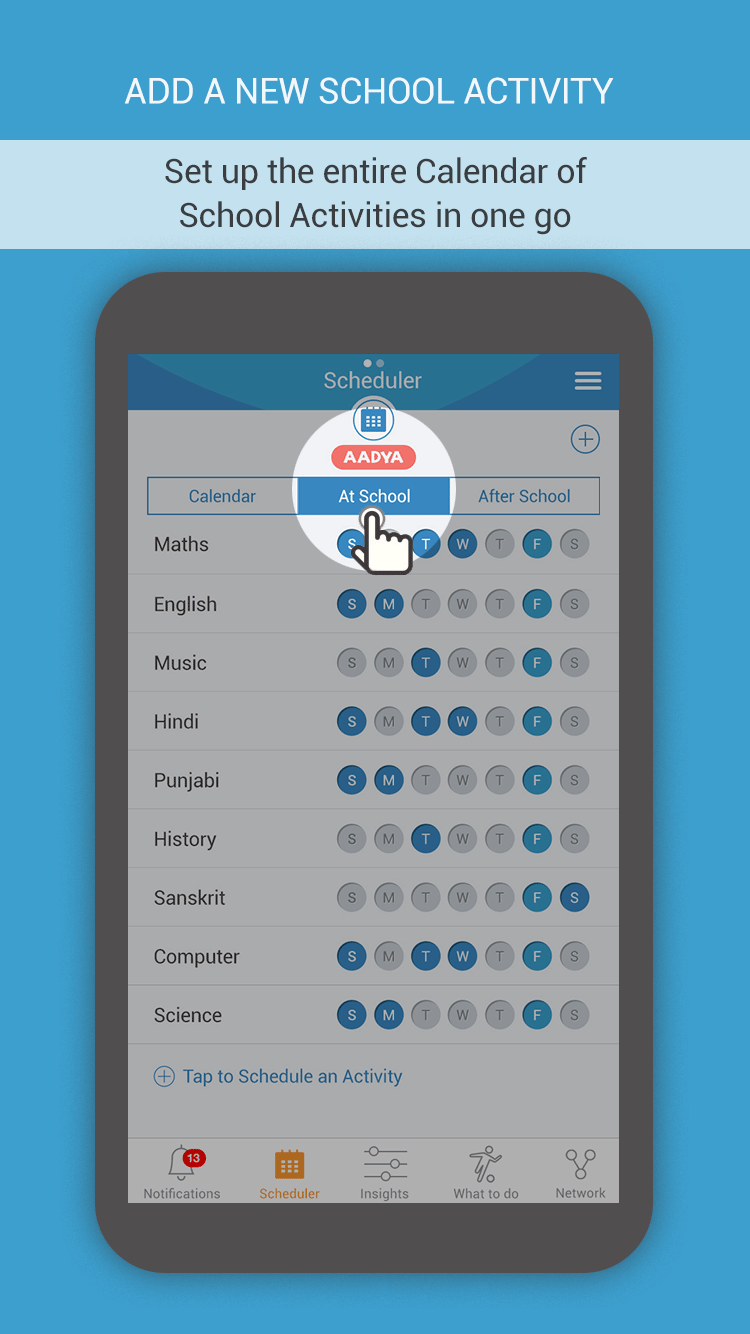 ADD A NEW SCHOOL ACTIVITY
Set up the entire Calendar of
School Activities in one go
Scheduler
AADYA
Calendar At School After School
Maths S T W T F S
English S M T W T F S
Music S M T W T F S
Hindi S M T W T F S
Punjabi S M T W T F S
History S M T W T F S
Sanskrit S M T W T F S
Computer S M T W T F S
Science S M T W T F S
Tap to Schedule an Activity
13
Notifications Scheduler Insights What to do Network